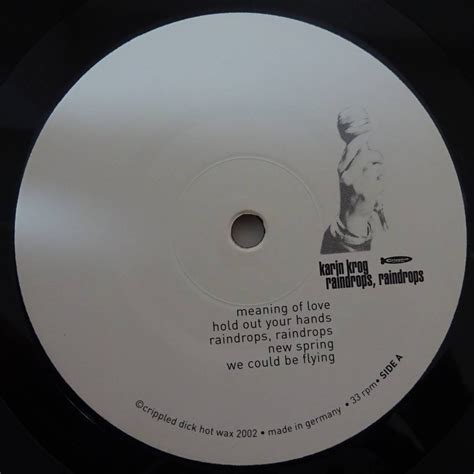 karin krog
raindrops, raindrops
meaning of love
hold out your hands
raindrops, raindrops
new spring
we could be flying
©crippled dick hot wax 2002 • made in germany • 33 rpm • SIDE A